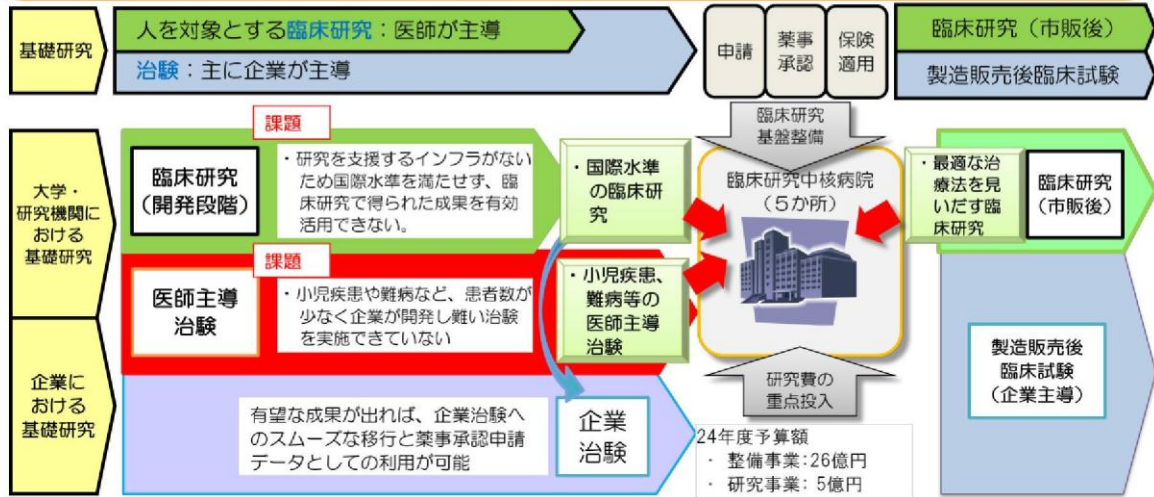 基礎研究
人を対象とする臨床研究：医師が主導
治験：主に企業が主導
申請
薬事
承認
保険
適用
臨床研究（市販後）
製造販売後臨床試験
大学・
研究機関に
おける
基礎研究
課題
臨床研究
（開発段階）
・研究を支援するインフラがない
ため国際水準を満たせず、臨
床研究で得られた成果を有効
活用できない。
・国際水準
の臨床研
究
臨床研究
基盤整備
臨床研究中核病院
（５か所）
・最適な治
療法を見
いだす臨
床研究
臨床研究
（市販後）
課題
医師主導
治験
・小児疾患や難病など、患者数が
少なく企業が開発し難い治験
を実施できていない
・小児疾患、
難病等の
医師主導
治験
企業に
おける
基礎研究
有望な成果が出れば、企業治験へ
のスムーズな移行と薬事承認申請
データとしての利用が可能
企業
治験
研究費の
重点投入
24年度予算額
・ 整備事業：26億円
・ 研究事業： 5億円
製造販売後
臨床試験
（企業主導）